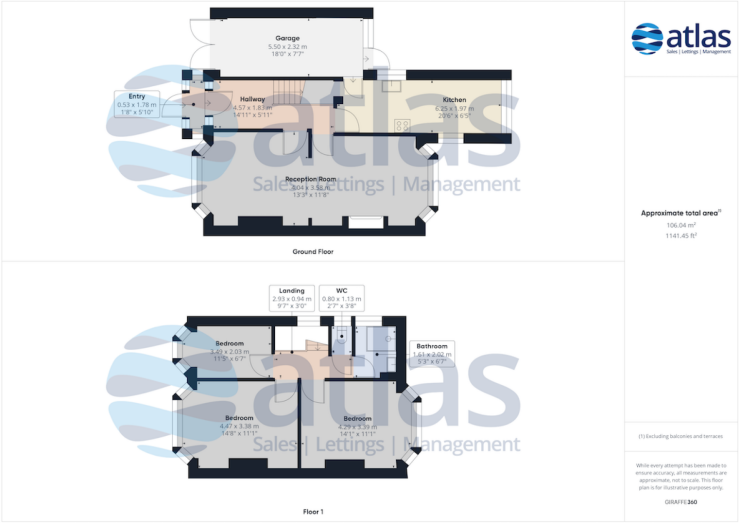 Garage
5.50 x 2.32 m
18'0" x 7'7"
Entry
0.53 x 1.78 m
1'8" x 5'10"
Hallway
4.57 x 1.83 m
14'11" x 5'11"
Kitchen
6.25 x 1.97 m
20'6" x 6'5"
Reception Room
13'3" x 11'8"
atlas
Sales | Lettings | Management
Ground Floor
Landing
2.93 x 0.94 m
9'7" x 3'0"
WC
0.80 x 1.13 m
2'7" x 3'8"
Bedroom
3.49 x 2.03 m
11'5" x 6'7"
Bathroom
1.61 x 2.02 m
5'3" x 6'7"
Bedroom
4.47 x 3.38 m
14'8" x 11'1"
Bedroom
4.29 x 3.39 m
14'1" x 11'1"
atlas
Sales | Lettings | Management
Floor 1
atlas
Sales | Lettings | Management
Approximate total area(1)
106.04 m²
1141.45 ft²
(1) Excluding balconies and terraces
While every attempt has been made to
ensure accuracy, all measurements are
approximate, not to scale. This floor
plan is for illustrative purposes only.
GIRAFFE360